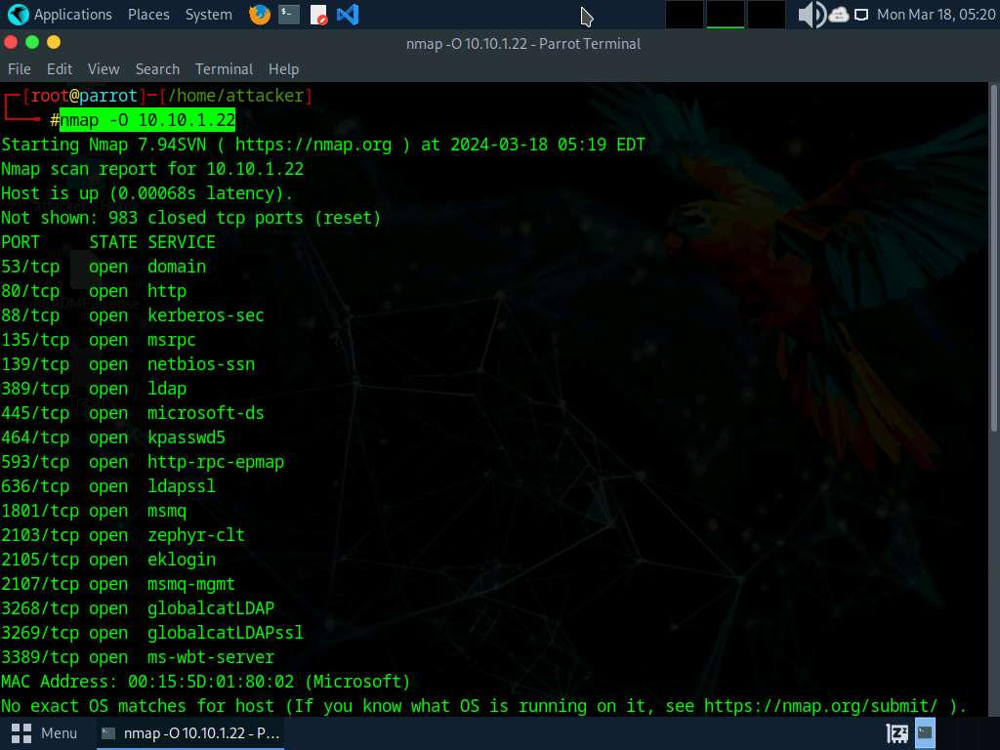 Applications Places System Mon Mar 18, 05:20
nmap -O 10.10.1.22 - Parrot Terminal
File Edit View Search Terminal Help
[root@parrot]─[/home/attacker]
#nmap -O 10.10.1.22
Starting Nmap 7.94SVN ( https://nmap.org ) at 2024-03-18 05:19 EDT
Nmap scan report for 10.10.1.22
Host is up (0.00068s latency).
Not shown: 983 closed tcp ports (reset)
PORT STATE SERVICE
53/tcp open domain
80/tcp open http
88/tcp open kerberos-sec
135/tcp open msrpc
139/tcp open netbios-ssn
389/tcp open ldap
445/tcp open microsoft-ds
464/tcp open kpasswd5
593/tcp open http-rpc-epmap
636/tcp open ldapssl
1801/tcp open msmq
2103/tcp open zephyr-clt
2105/tcp open eklogin
2107/tcp open msmq-mgmt
3268/tcp open globalcatLDAP
3269/tcp open globalcatLDAPssl
3389/tcp open ms-wbt-server
MAC Address: 00:15:5D:01:80:02 (Microsoft)
No exact OS matches for host (If you know what OS is running on it, see https://nmap.org/submit/ ).
Menu nmap -O 10.10.1.22 - P...